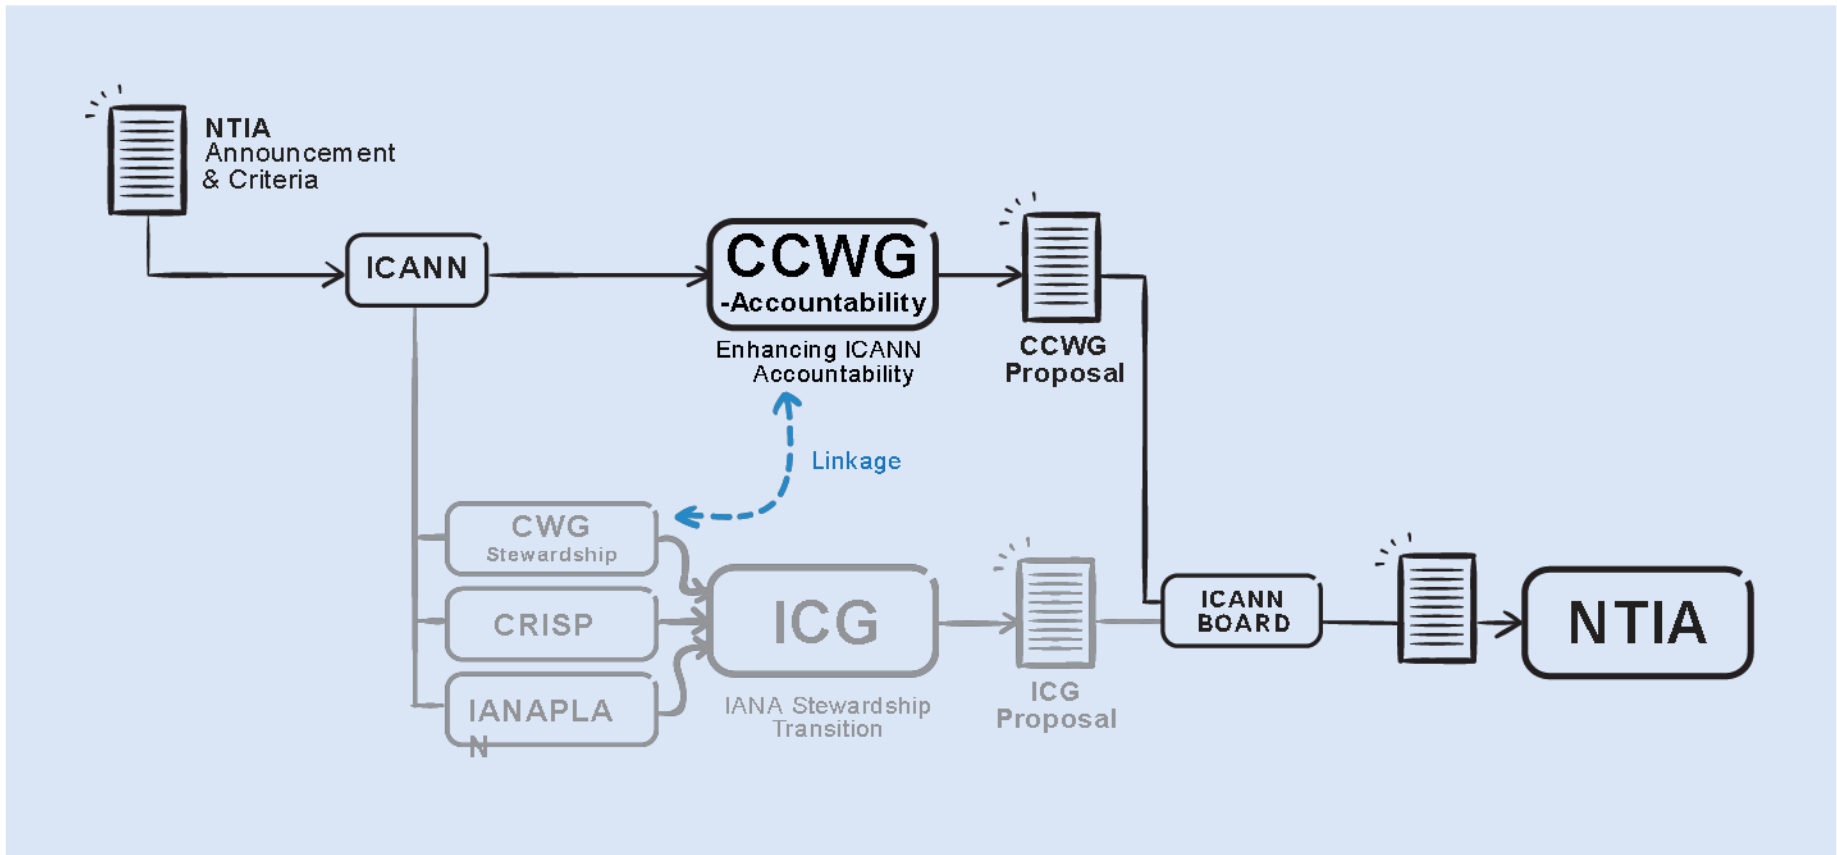 NTIA
Announcement
& Criteria
ICANN
CCWG
-Accountability
Enhancing ICANN
Accountability
CCWG
Proposal
Linkage
CWG
Stewardship
CRISP
IANAPLA
N
ICG
IANA Stewardship
Transition
ICG
Proposal
ICANN
BOARD
NTIA